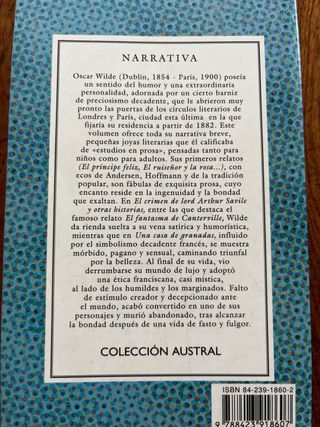 NARRATIVA
Oscar Wilde (Dublín, 1854 - París, 1900) poseía
un sentido del humor y una extraordinaria
personalidad, adornada por un cierto barniz
de preciosismo decadente, que le abrieron muy
pronto las puertas de los círculos literarios de
Londres y París, ciudad esta última en la que
fijaría su residencia a partir de 1882. Este
volumen ofrece toda su narrativa breve,
pequeñas joyas literarias que él calificaba
de «estudios en prosa», pensadas tanto para
niños como para adultos. Sus primeros relatos
(El príncipe feliz, El ruiseñor y la rosa...), con
ecos de Andersen, Hoffmann y de la tradición
popular, son fábulas de exquisita prosa, cuyo
encanto reside en la ingenuidad y la bondad
que exaltan. En El crimen de lord Arthur Savile
y otras historias, entre las que destaca el
famoso relato El fantasma de Canterville, Wilde
da rienda suelta a su vena satírica y humorística,
mientras que en Una casa de granadas, influido
por el simbolismo decadente francés, se muestra
mórbido, pagano y sensual, caminando triunfal
por la belleza. Al final de su vida, vio
derrumbarse su mundo de lujo y adoptó
una ética franciscana, casi mística,
al lado de los humildes y los marginados. Falto
de estímulo creador y decepcionado ante
el mundo, acabó convertido en uno de sus
personajes y murió abandonado, tras alcanzar
la bondad después de una vida de fasto y fulgor.
COLECCIÓN AUSTRAL
ISBN 84-239-1860-2
9 788423 918607